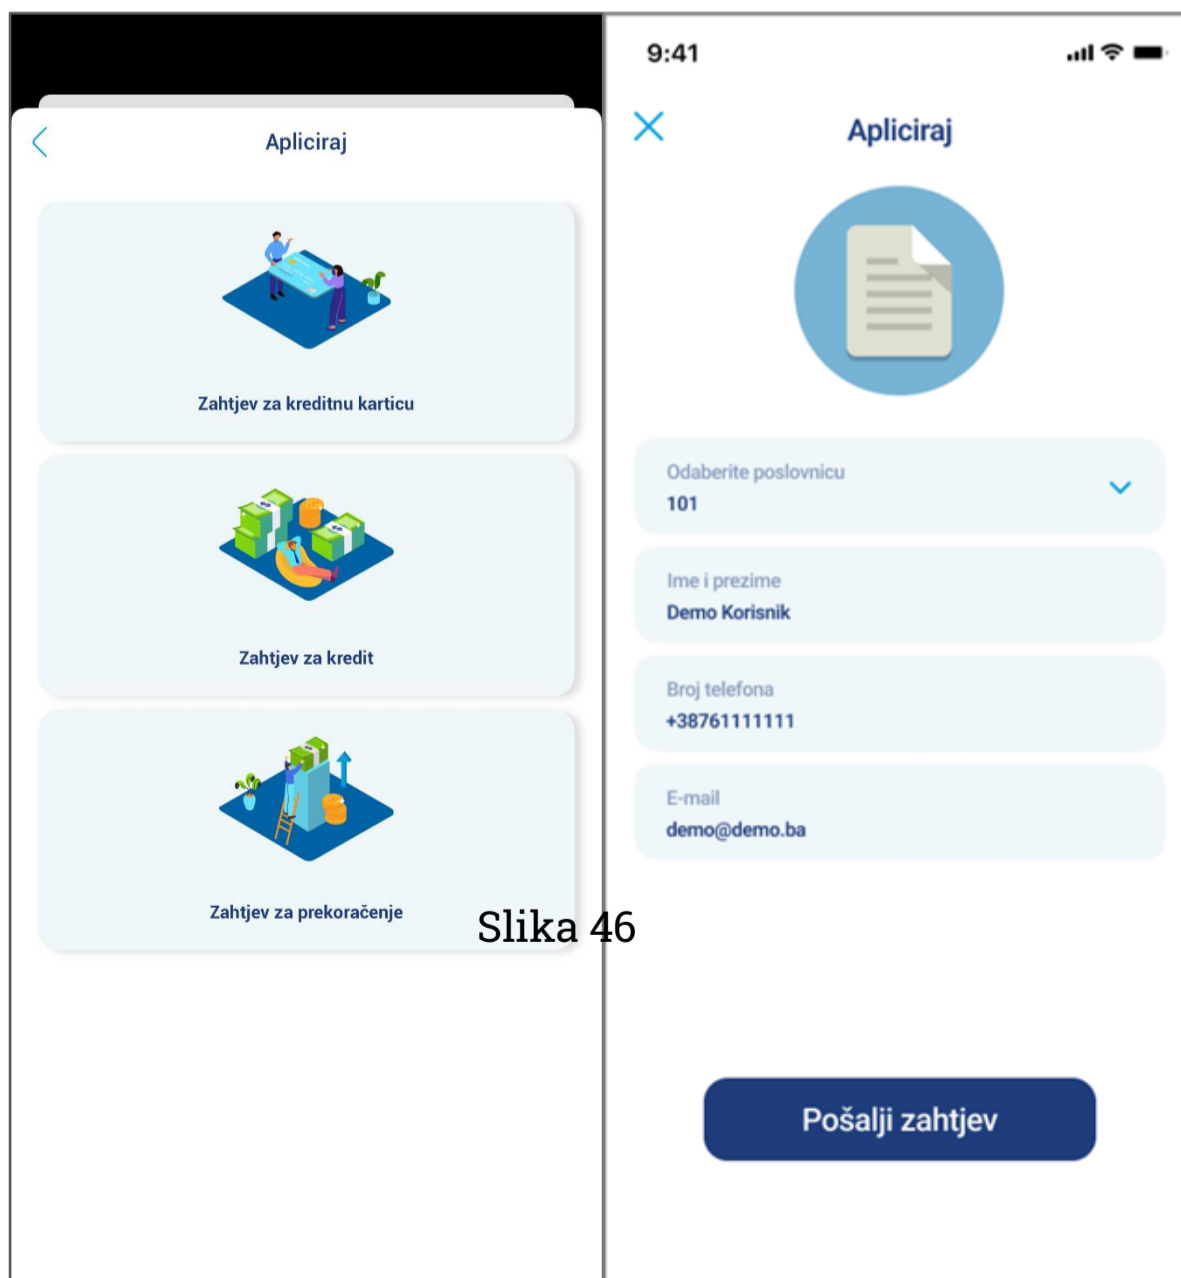 Apliciraj
Zahtjev za kreditnu karticu
Zahtjev za kredit
Zahtjev za prekoračenje
9:41
Apliciraj
Odaberite poslovnicu
101
Ime i prezime
Demo Korisnik
Broj telefona
+38761111111
E-mail
demo@demo.ba
Pošalji zahtjev
Slika 46